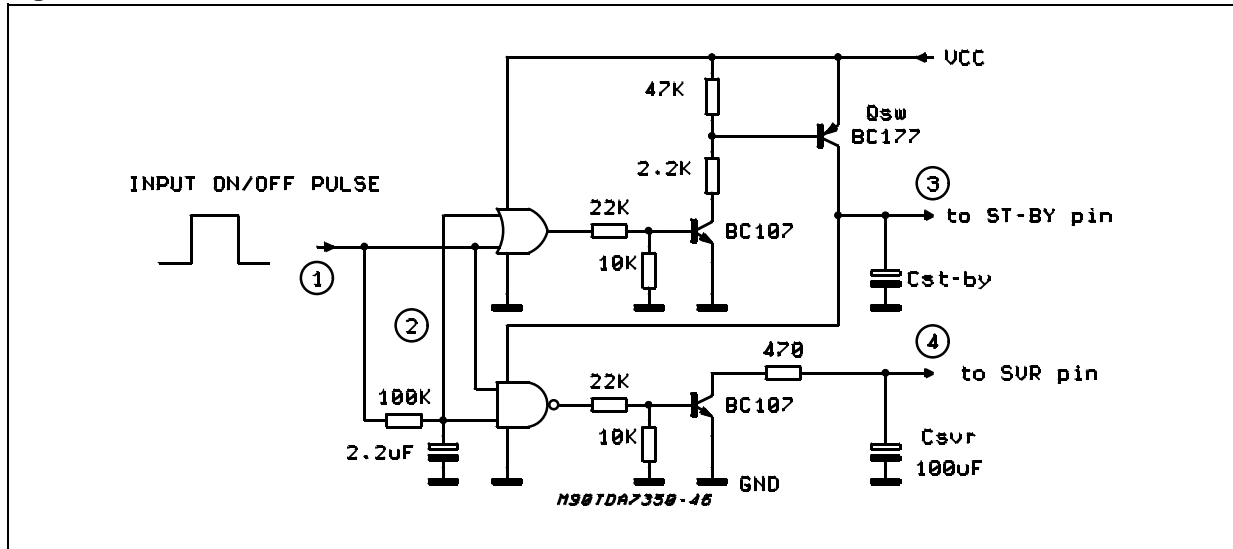 VCC
47K
Qsw
BC177
2.2K
INPUT ON/OFF PULSE
3
22K
to ST-BY pin
BC107
1
10K
Cst-by
2
4
470
to SVR pin
22K
100K
BC107
10K
Csvr
2.2uF
100uF
GND
M90TDA7350-46